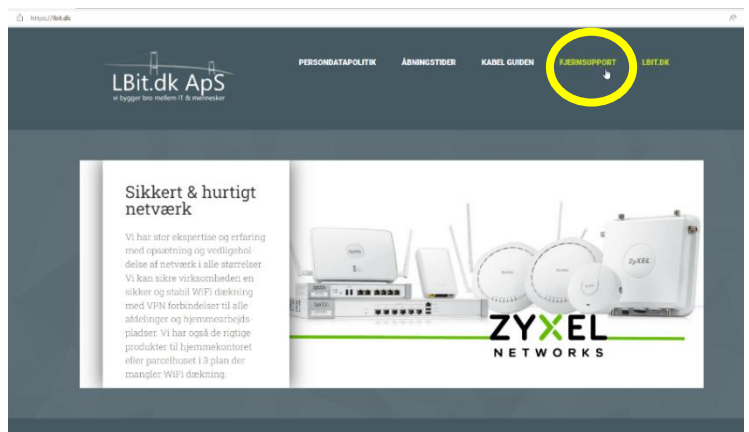 https://lbit.dk
PERSONDATAPOLITIK ÅBNINGSTIDER KABEL GUIDEN FJERNSUPPORT LBIT.DK
LBit.dk ApS
vi bygger bro mellem IT & mennesker
Sikkert & hurtigt
netværk
Vi har stor ekspertise og erfaring
med opsætning og vedligehol-
delse af netværk i alle størrelser
Vi kan sikre virksomheden en
sikker og stabil WiFi dækning
med VPN forbindelser til alle
afdelinger og hjemmearbejds-
pladser. Vi har også de rigtige
produkter til hjemmekontoret
eller parcelhuset i 3 plan der
mangler WiFi dækning.
ZyXEL
ZYXEL
NETWORKS